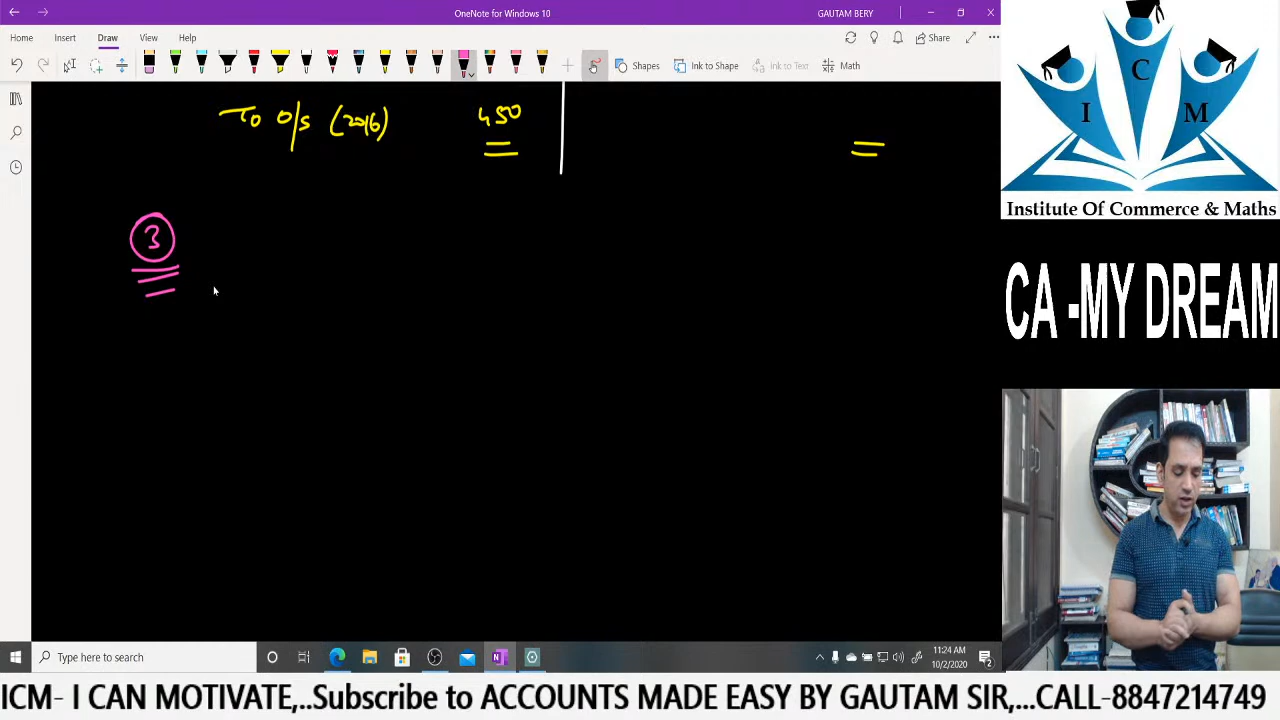 OneNote for Windows 10
GAUTAM BERY
Home Insert Draw View Help
Share
Shapes
Ink to Shape
Ink to Text
Math
To O/S (2016) 450
3
I C M
Institute Of Commerce & Maths
CA -MY DREAM
Type here to search
11:24 AM
10/2/2020
2
ICM- I CAN MOTIVATE,..Subscribe to ACCOUNTS MADE EASY BY GAUTAM SIR,...CALL-8847214749